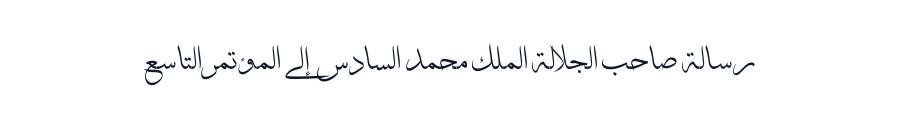 رسالة صاحب الجلالة الملك محمد السادس إلى المؤتمر التاسع